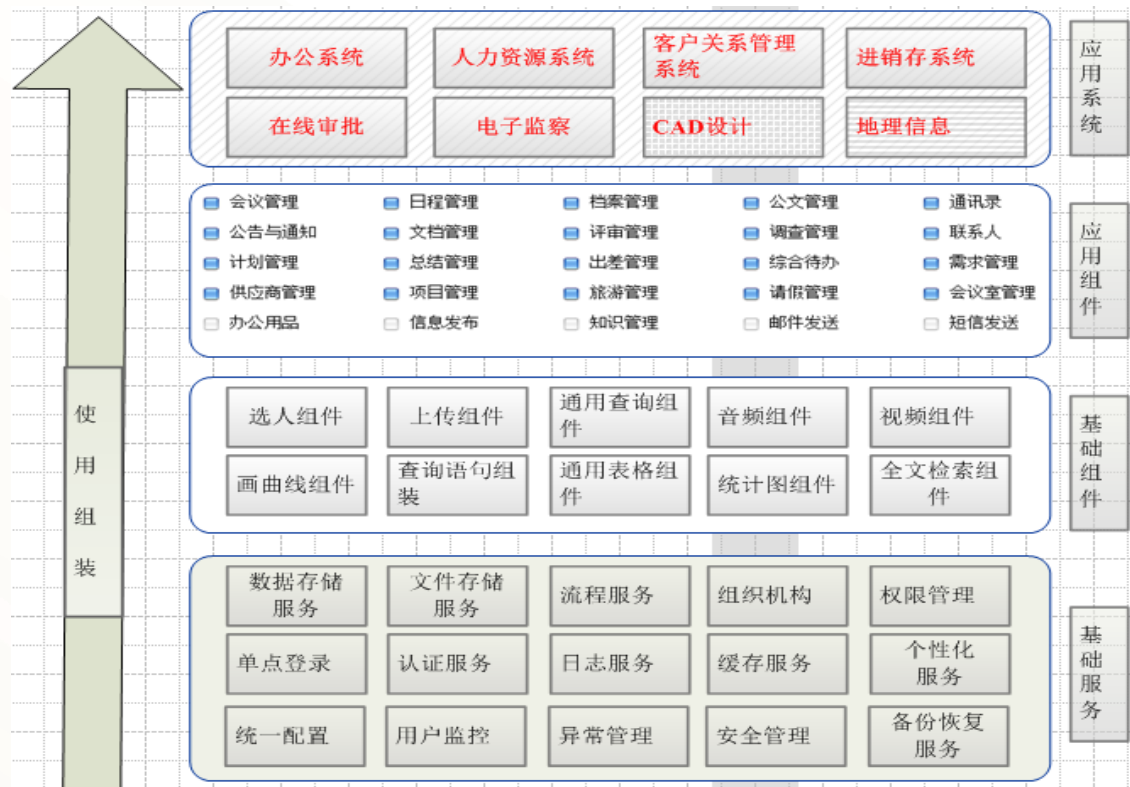 办公系统
人力资源系统
客户关系管理
系统
进销存系统
在线审批
电子监察
CAD设计
地理信息
应
用
系
统
会议管理
日程管理
档案管理
公文管理
通讯录
公告与通知
文档管理
评审管理
调查管理
联系人
计划管理
总结管理
出差管理
综合待办
需求管理
供应商管理
项目管理
旅游管理
请假管理
会议室管理
办公用品
信息发布
知识管理
邮件发送
短信发送
应
用
组
件
使
用
组
装
选人组件
上传组件
通用查询组
件
音频组件
视频组件
画曲线组件
查询语句组
装
通用表格组
件
统计图组件
全文检索组
件
基
础
组
件
数据存储
服务
文件存储
服务
流程服务
组织机构
权限管理
单点登录
认证服务
日志服务
缓存服务
个性化
服务
统一配置
用户监控
异常管理
安全管理
备份恢复
服务
基
础
服
务